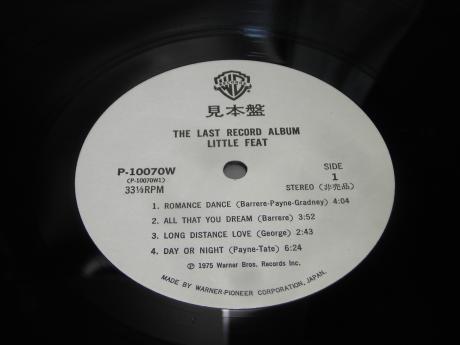 見本盤
THE LAST RECORD ALBUM
LITTLE FEAT
P-10070W
(P-10070W1)
33⅓RPM
SIDE
1
STEREO (非売品)
1. ROMANCE DANCE (Barrere-Payne-Gradney) 4:04
2. ALL THAT YOU DREAM (Barrere) 3:52
3. LONG DISTANCE LOVE (George) 2:43
4. DAY OR NIGHT (Payne-Tate) 6:24
Ⓟ 1975 Warner Bros. Records Inc.
MADE BY WARNER-PIONEER CORPORATION, JAPAN.